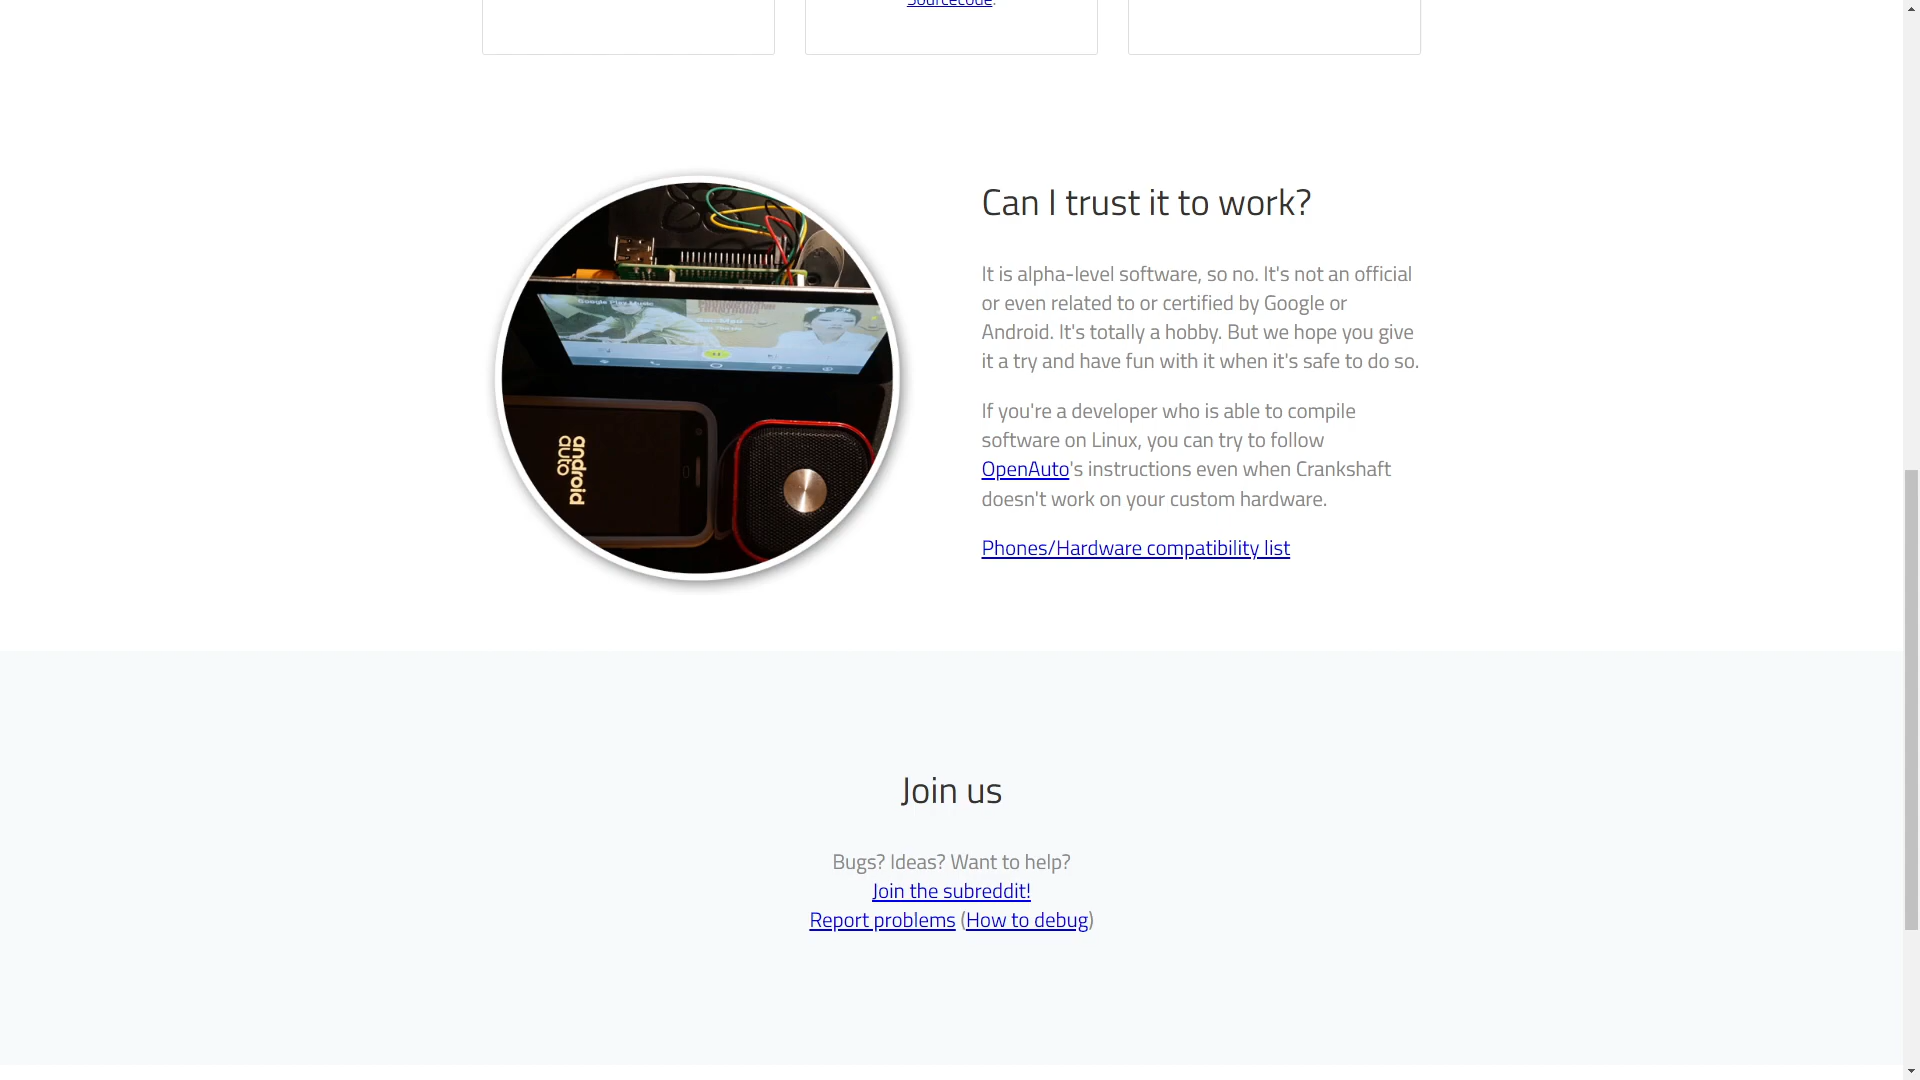 Sourcecode.
Can I trust it to work?
It is alpha-level software, so no. It's not an official
or even related to or certified by Google or
Android. It's totally a hobby. But we hope you give
it a try and have fun with it when it's safe to do so.
If you're a developer who is able to compile
software on Linux, you can try to follow
OpenAuto's instructions even when Crankshaft
doesn't work on your custom hardware.
Phones/Hardware compatibility list
Google Play Music
android
auto
Join us
Bugs? Ideas? Want to help?
Join the subreddit!
Report problems (How to debug)